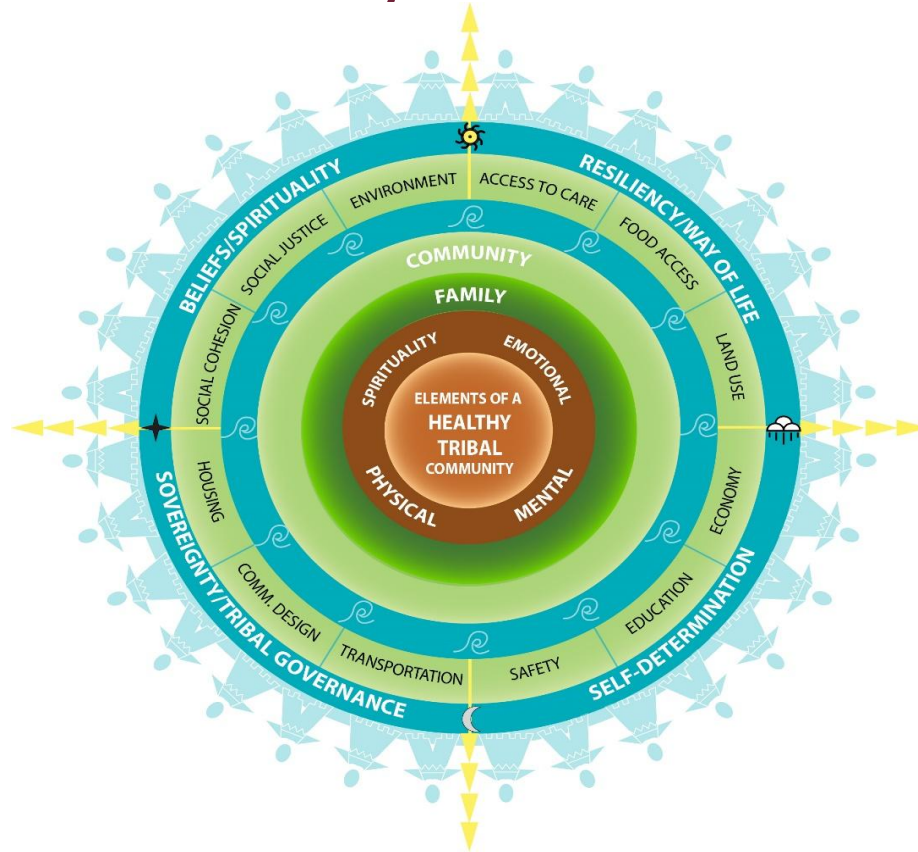 BELIEFS/SPIRITUALITY
RESILIENCY/WAY OF LIFE
SELF-DETERMINATION
SOVEREIGNTY/TRIBAL GOVERNANCE
ENVIRONMENT
ACCESS TO CARE
FOOD ACCESS
LAND USE
ECONOMY
EDUCATION
SAFETY
TRANSPORTATION
COMM. DESIGN
HOUSING
SOCIAL COHESION
SOCIAL JUSTICE
COMMUNITY
FAMILY
SPIRITUALITY
EMOTIONAL
MENTAL
PHYSICAL
ELEMENTS OF A
HEALTHY
TRIBAL
COMMUNITY